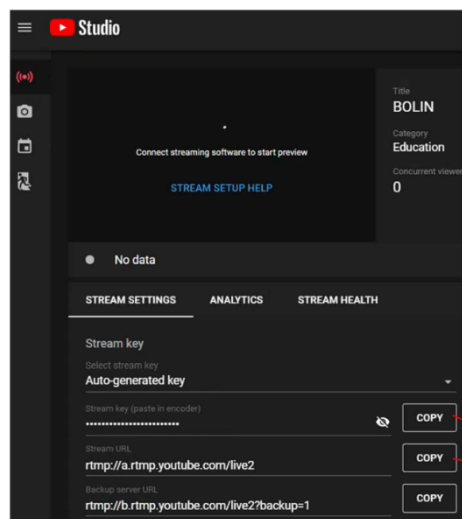 Studio
Title
BOLIN
Category
Education
Concurrent viewer
0
Connect streaming software to start preview
STREAM SETUP HELP
No data
STREAM SETTINGS ANALYTICS STREAM HEALTH
Stream key
Select stream key
Auto-generated key
Stream key (paste in encoder)
••••••••••••••••••••••••
COPY
Stream URL
rtmp://a.rtmp.youtube.com/live2
COPY
Backup server URL
rtmp://b.rtmp.youtube.com/live2?backup=1
COPY